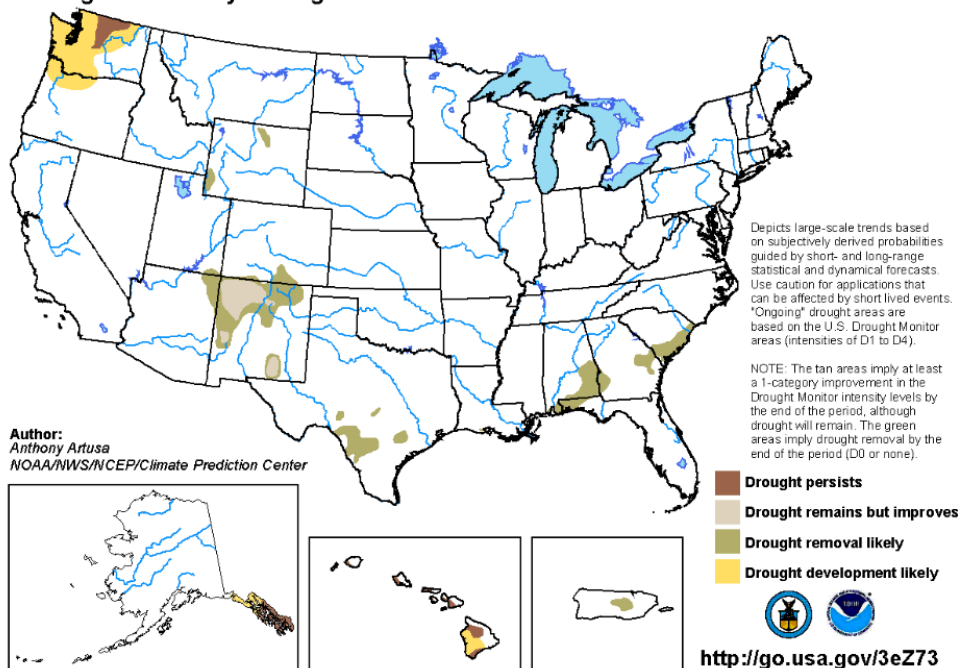 Depicts large-scale trends based
on subjectively derived probabilities
guided by short- and long-range
statistical and dynamical forecasts.
Use caution for applications that
can be affected by short lived events.
"Ongoing" drought areas are
based on the U.S. Drought Monitor
areas (intensities of D1 to D4).
NOTE: The tan areas imply at least
a 1-category improvement in the
Drought Monitor intensity levels by
the end of the period, although
drought will remain. The green
areas imply drought removal by the
end of the period (D0 or none).
Author:
Anthony Artusa
NOAA/NWS/NCEP/Climate Prediction Center
Drought persists
Drought remains but improves
Drought removal likely
Drought development likely
http://go.usa.gov/3eZ73